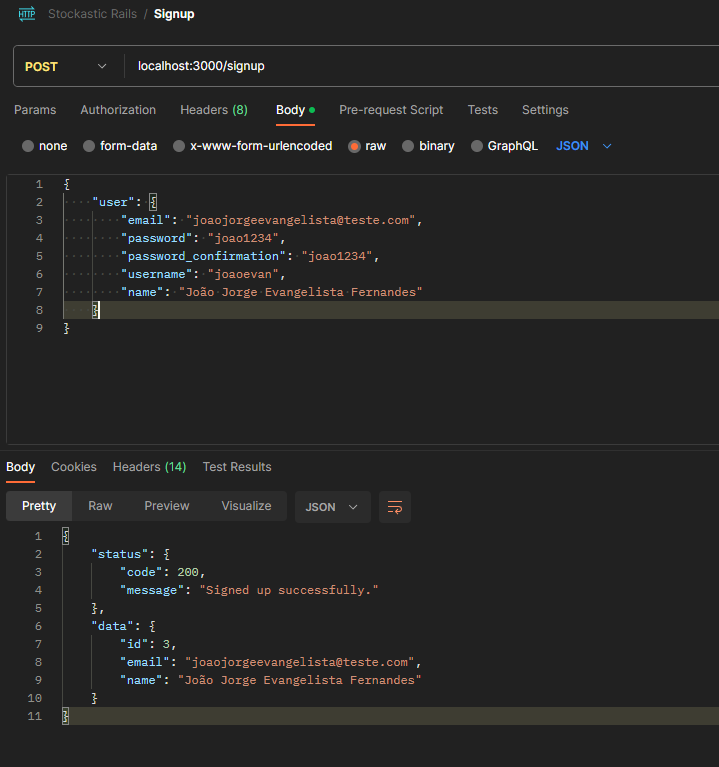 HTTP Stockastic Rails / Signup
POST localhost:3000/signup
Params Authorization Headers (8) Body Pre-request Script Tests Settings
none form-data x-www-form-urlencoded raw binary GraphQL JSON
1 {
2 "user": {
3 "email": "joaojorgeevangelista@teste.com",
4 "password": "joao1234",
5 "password_confirmation": "joao1234",
6 "username": "joaoevan",
7 "name": "João Jorge Evangelista Fernandes"
8 }
9 }
Body Cookies Headers (14) Test Results
Pretty Raw Preview Visualize JSON
1 {
2 "status": {
3 "code": 200,
4 "message": "Signed up successfully."
5 },
6 "data": {
7 "id": 3,
8 "email": "joaojorgeevangelista@teste.com",
9 "name": "João Jorge Evangelista Fernandes"
10 }
11 }